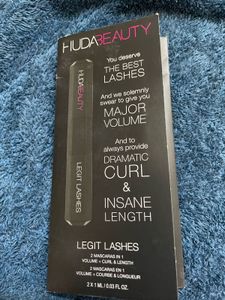 HUDABEAUTY
You deserve
THE BEST
LASHES
And we solemnly
swear to give you
MAJOR
VOLUME
And to
always provide
DRAMATIC
CURL
&
INSANE
LENGTH
HUDABEAUTY
LEGIT LASHES
LEGIT LASHES
2 MASCARAS IN 1
VOLUME + CURL & LENGTH
2 MASCARAS EN 1
VOLUME + COURBE & LONGUEUR
2 X 1 ML / 0.03 FL. OZ.